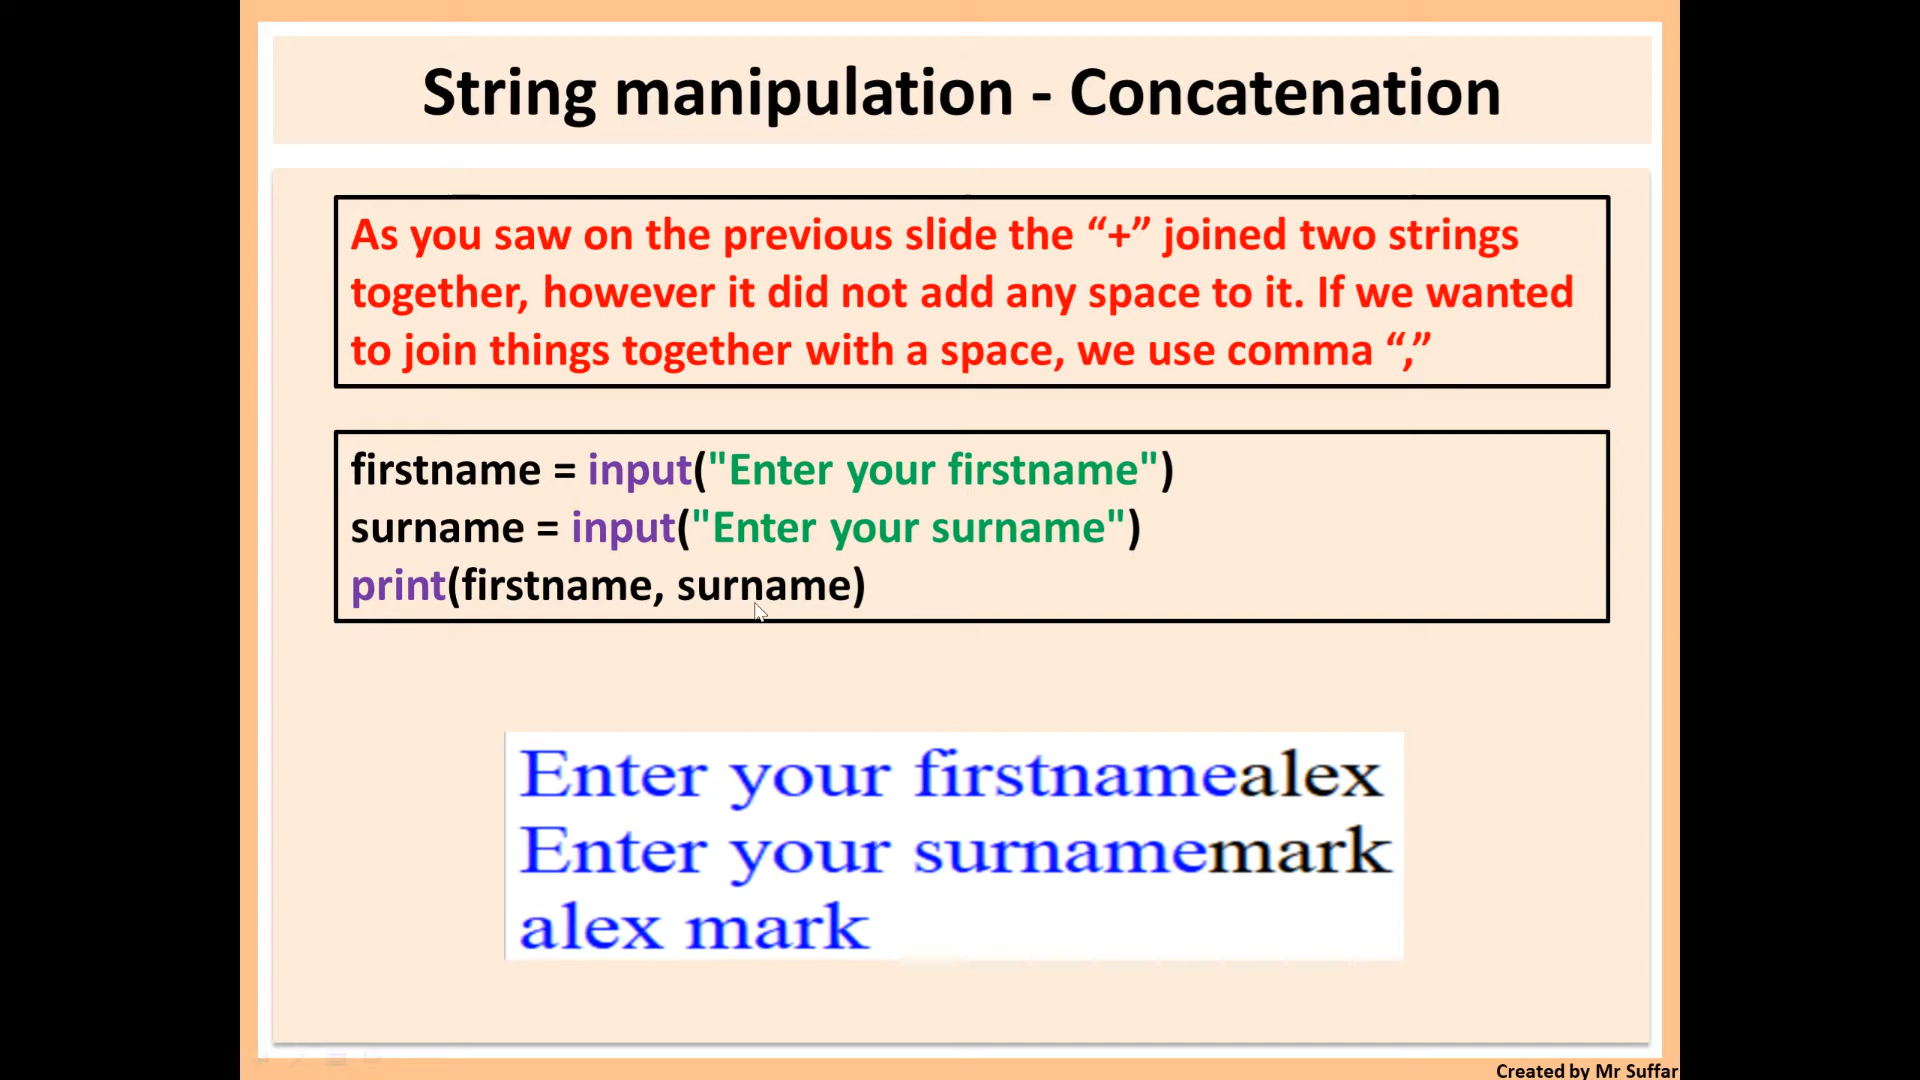 String manipulation - Concatenation
As you saw on the previous slide the “+” joined two strings
together, however it did not add any space to it. If we wanted
to join things together with a space, we use comma “,”
firstname = input("Enter your firstname")
surname = input("Enter your surname")
print(firstname, surname)
Enter your firstnamealex
Enter your surnamemark
alex mark
Created by Mr Suffar